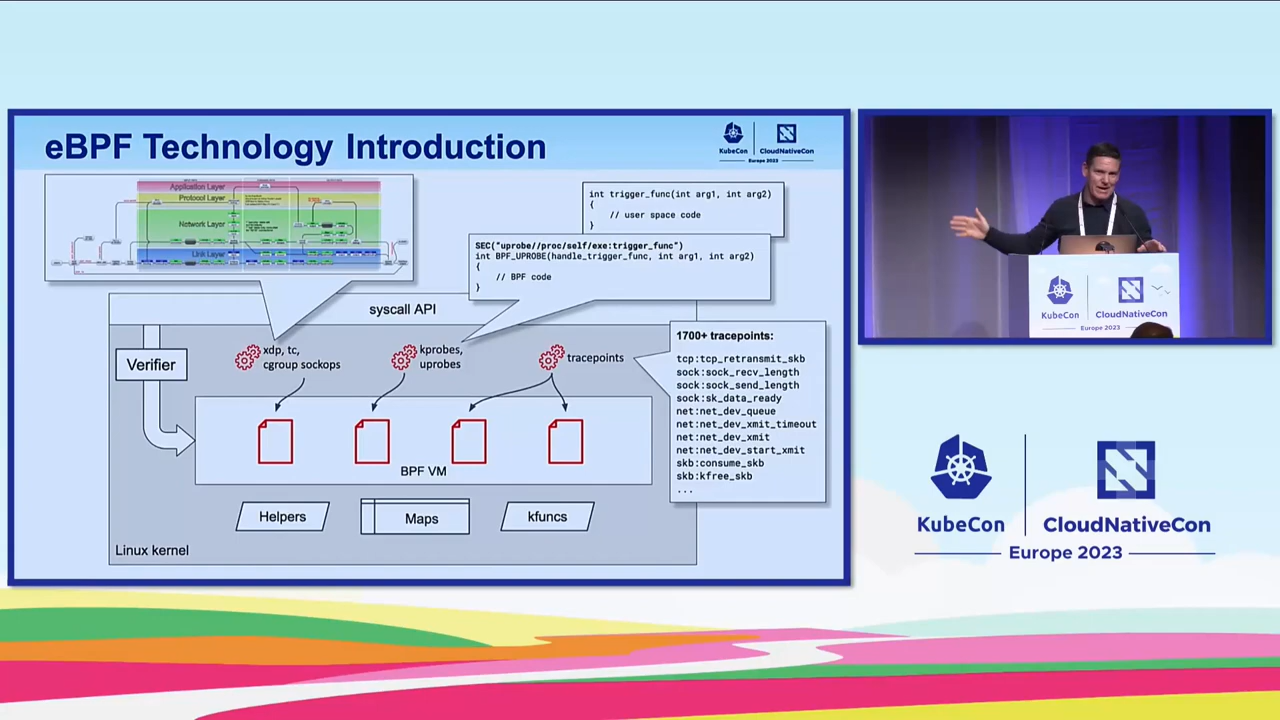 eBPF Technology Introduction
KubeCon
CloudNativeCon
Europe 2023
Application Layer
Protocol Layer
Network Layer
Link Layer
int trigger_func(int arg1, int arg2)
{
// user space code
}
SEC("uprobe//proc/self/exe:trigger_func")
int BPF_UPROBE(handle_trigger_func, int arg1, int arg2)
{
// BPF code
}
syscall API
Verifier
xdp, tc,
cgroup sockops
kprobes,
uprobes
tracepoints
1700+ tracepoints:
tcp:tcp_retransmit_skb
sock:sock_recv_length
sock:sock_send_length
sock:sk_data_ready
net:net_dev_queue
net:net_dev_xmit_timeout
net:net_dev_xmit
net:net_dev_start_xmit
skb:consume_skb
skb:kfree_skb
...
BPF VM
Helpers
Maps
kfuncs
Linux kernel
KubeCon
CloudNativeCon
Europe 2023
KubeCon
CloudNativeCon
Europe 2023